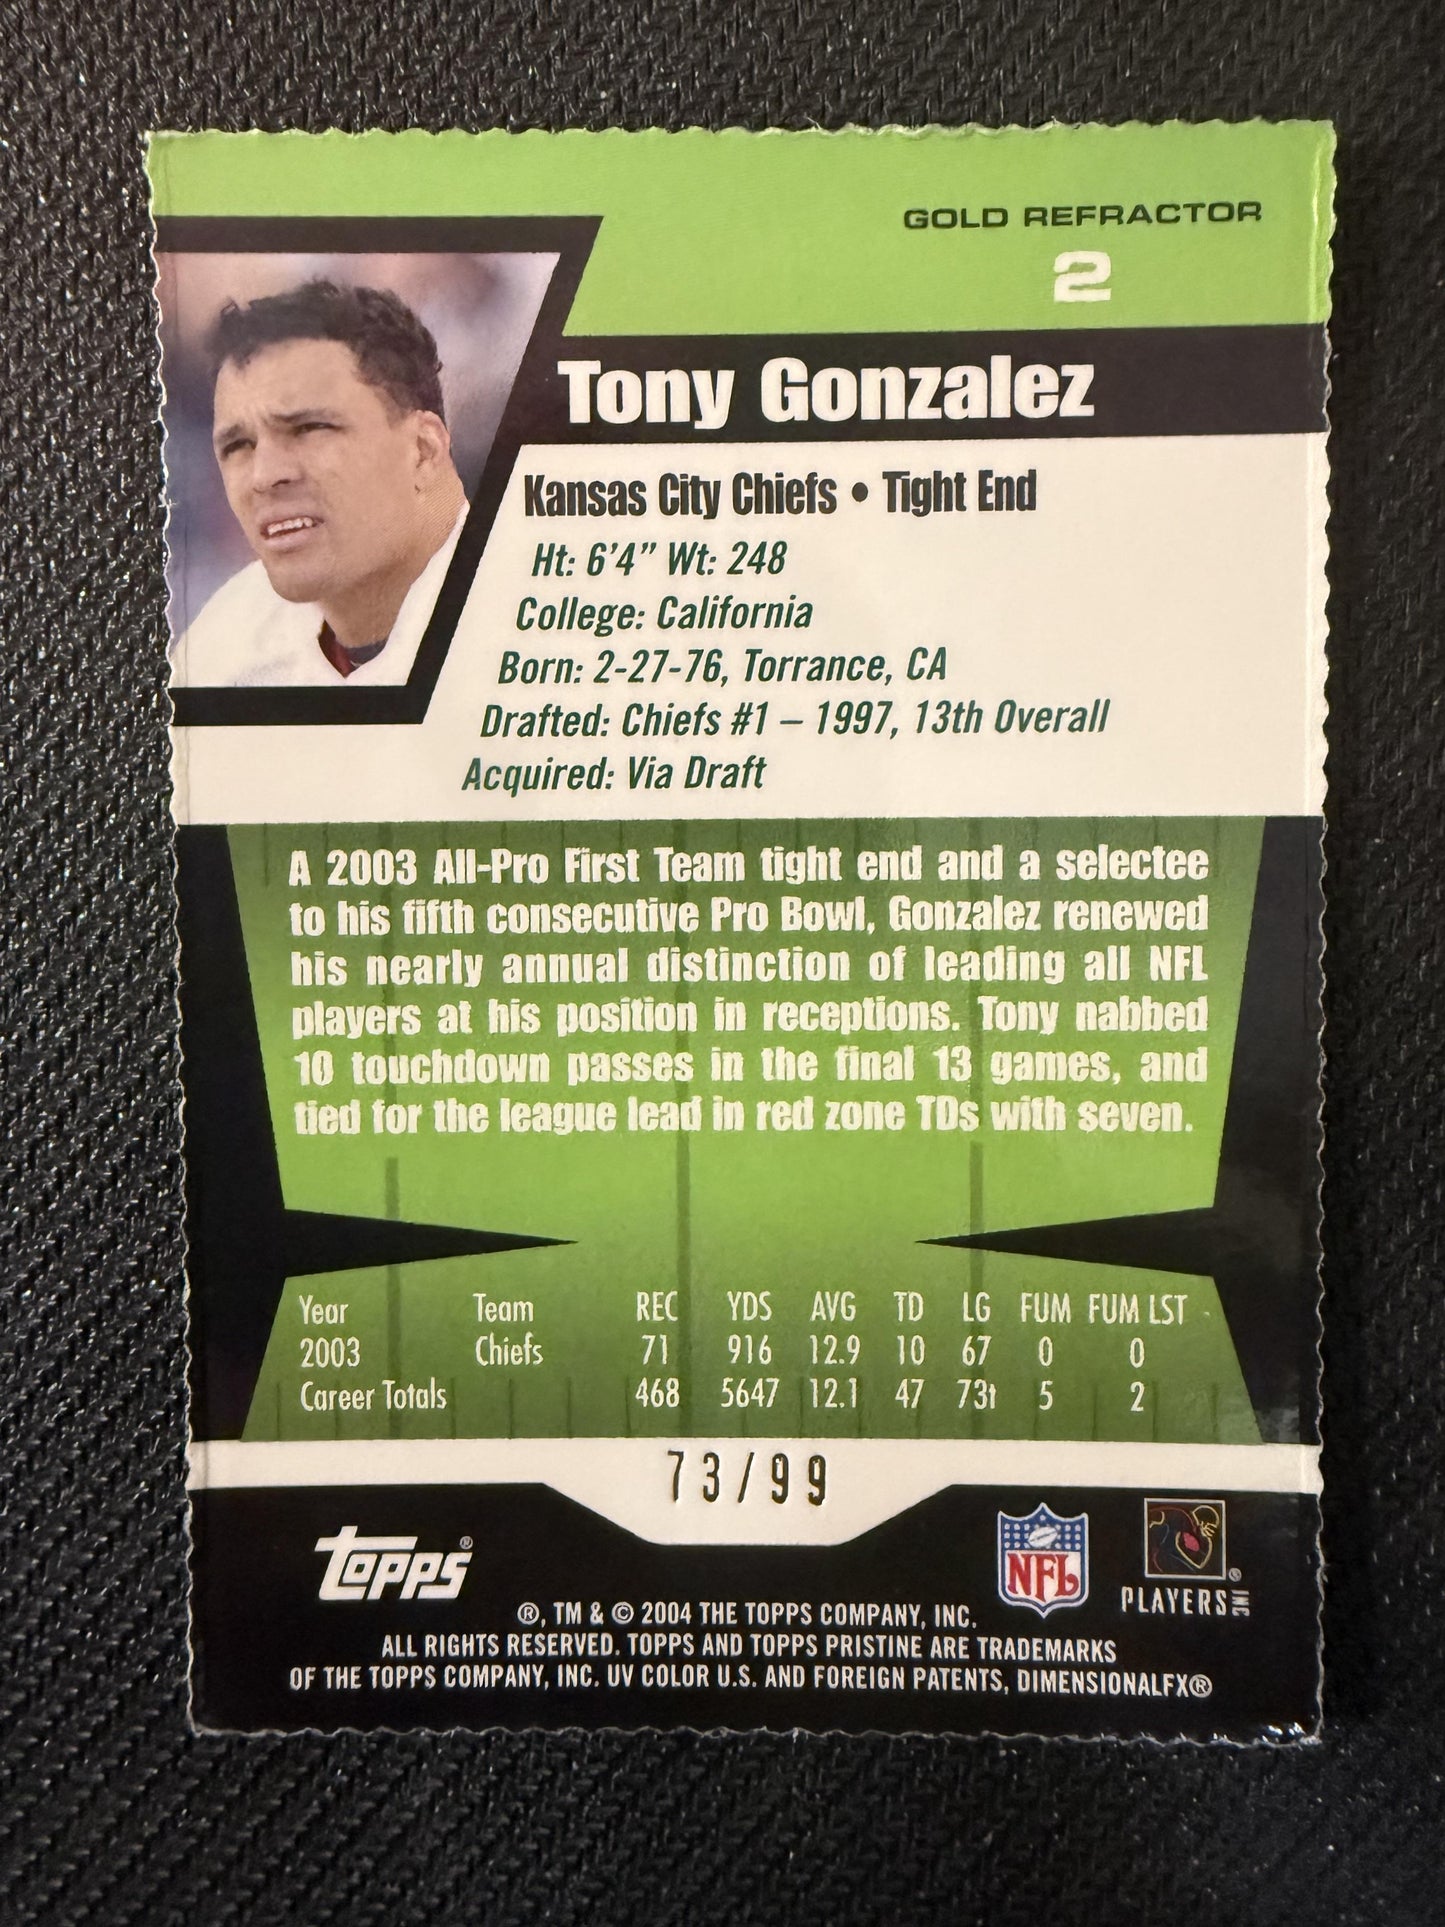 GOLD REFRACTOR
2
Tony Gonzalez
Kansas City Chiefs • Tight End
Ht: 6'4" Wt: 248
College: California
Born: 2-27-76, Torrance, CA
Drafted: Chiefs #1 – 1997, 13th Overall
Acquired: Via Draft
A 2003 All-Pro First Team tight end and a selectee
to his fifth consecutive Pro Bowl, Gonzalez renewed
his nearly annual distinction of leading all NFL
players at his position in receptions. Tony nabbed
10 touchdown passes in the final 13 games, and
tied for the league lead in red zone TDs with seven.
Year Team REC YDS AVG TD LG FUM FUM LST
2003 Chiefs 71 916 12.9 10 67 0 0
Career Totals 468 5647 12.1 47 73t 5 2
73/99
topps®
NFL
PLAYERS INC ®
®, TM & © 2004 THE TOPPS COMPANY, INC.
ALL RIGHTS RESERVED. TOPPS AND TOPPS PRISTINE ARE TRADEMARKS
OF THE TOPPS COMPANY, INC. UV COLOR U.S. AND FOREIGN PATENTS, DIMENSIONALFX®